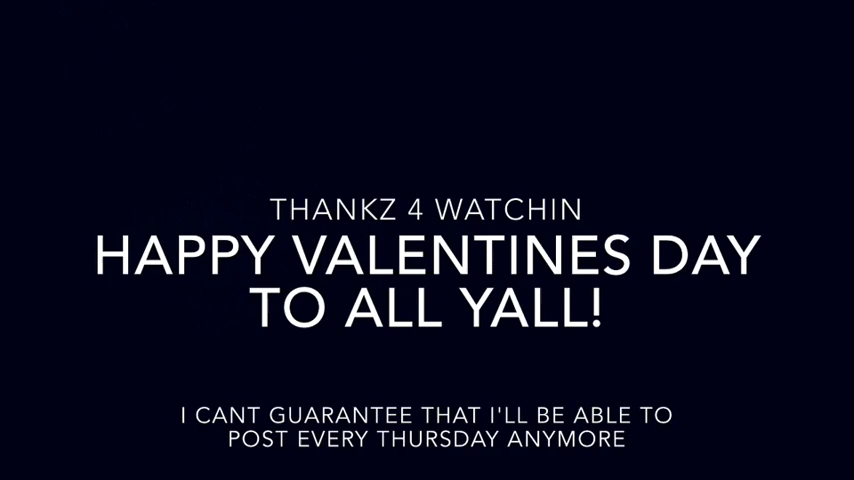 THANKZ 4 WATCHIN
HAPPY VALENTINES DAY
TO ALL YALL!
I CANT GUARANTEE THAT I'LL BE ABLE TO
POST EVERY THURSDAY ANYMORE